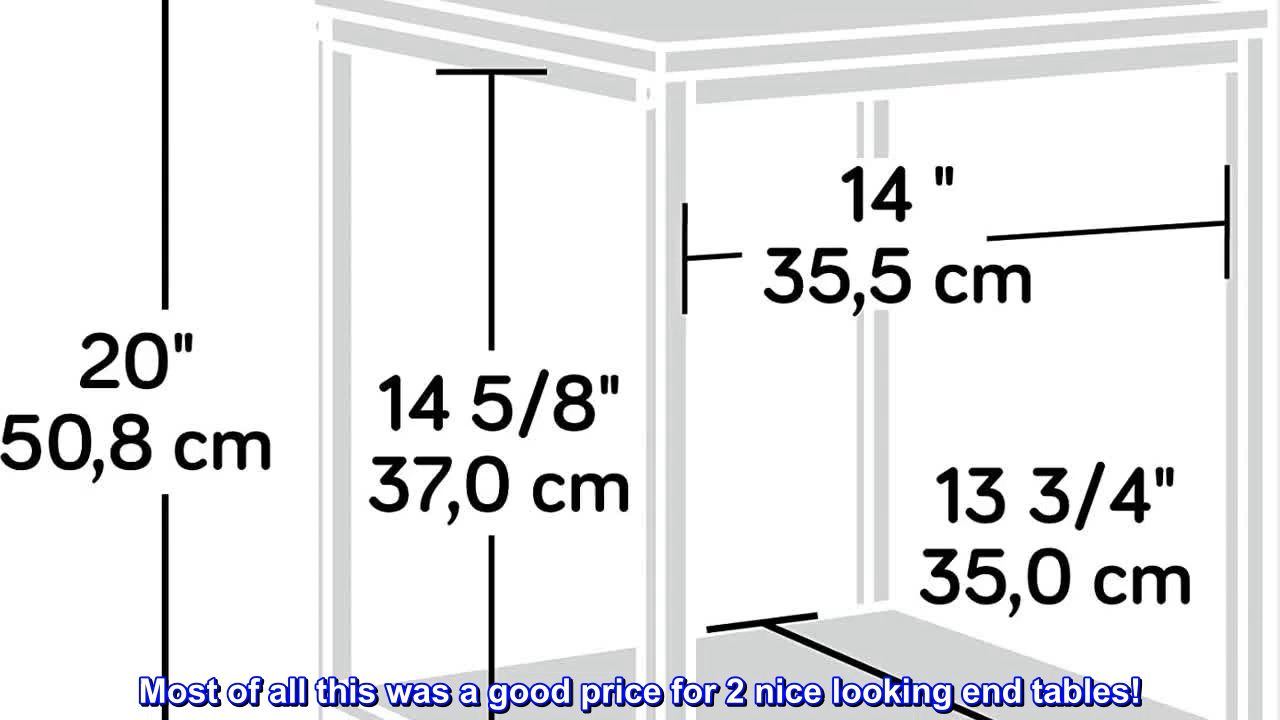 14 "
35,5 cm
20"
50,8 cm
14 5/8"
37,0 cm
13 3/4"
35,0 cm
Most of all this was a good price for 2 nice looking end tables!